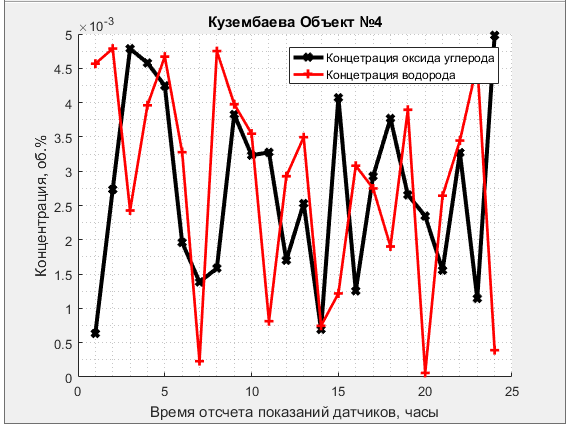 Кузембаева Объект №4
×10-3
Концетрация оксида углерода
Концетрация водорода
5
4.5
4
3.5
3
2.5
2
1.5
1
0.5
0
Концентрация, об.%
0 5 10 15 20 25
Время отсчета показаний датчиков, часы